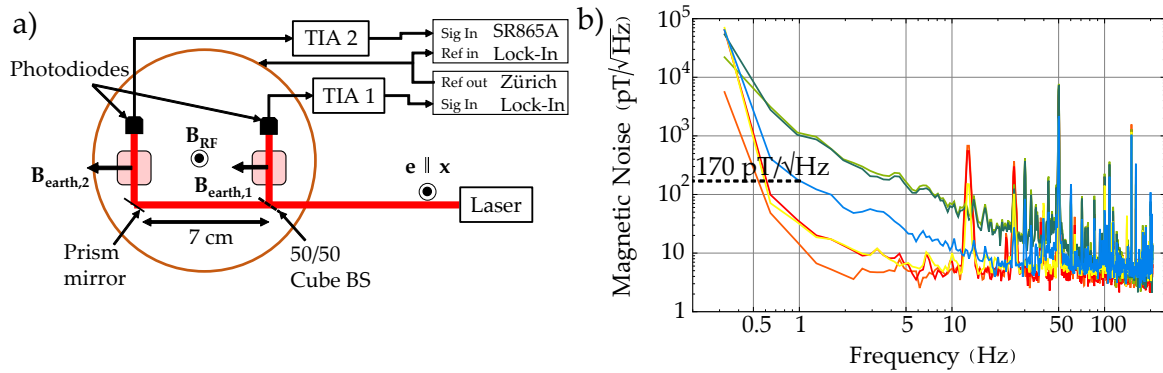 a)
TIA 2
Sig In SR865A
Ref in Lock-In
Photodiodes
Ref out Zürich
TIA 1
Sig In Lock-In
B_RF
B_earth,2
B_earth,1
e ∥ x
Laser
7 cm
Prism
mirror
50/50
Cube BS
b)
Magnetic Noise (pT/√Hz)
10^5
10^4
10^3
10^2
10
1
170 pT/√Hz
0.5 1 5 10 50 100
Frequency (Hz)